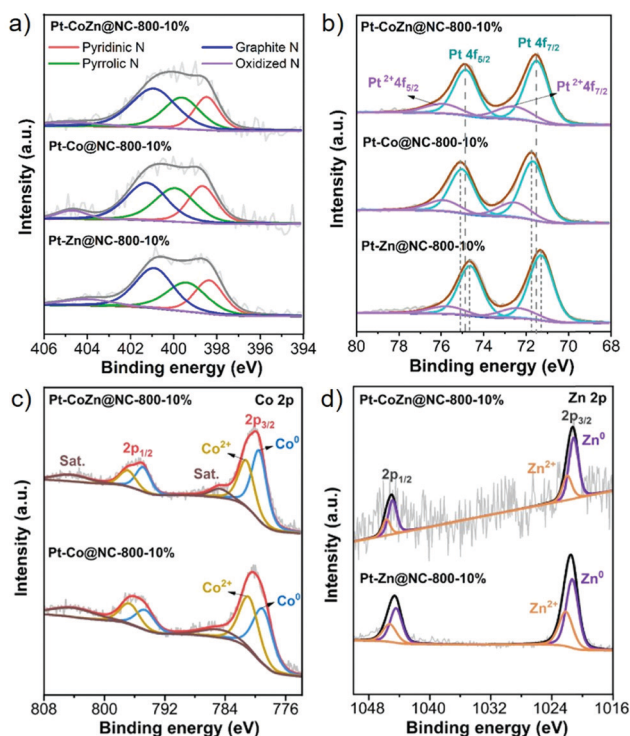 a)
Pt-CoZn@NC-800-10%
Pyridinic N
Graphite N
Pyrrolic N
Oxidized N
Pt-Co@NC-800-10%
Pt-Zn@NC-800-10%
Intensity (a.u.)
406 404 402 400 398 396 394
Binding energy (eV)
b)
Pt-CoZn@NC-800-10%
Pt 4f5/2
Pt 4f7/2
Pt2+4f5/2
Pt2+4f7/2
Pt-Co@NC-800-10%
Pt-Zn@NC-800-10%
Intensity (a.u.)
80 78 76 74 72 70 68
Binding energy (eV)
c)
Pt-CoZn@NC-800-10%
Co 2p
2p3/2
Co2+
Co0
2p1/2
Sat.
Sat.
Pt-Co@NC-800-10%
Co2+
Co0
Intensity (a.u.)
808 800 792 784 776
Binding energy (eV)
d)
Pt-CoZn@NC-800-10%
Zn 2p
2p3/2
Zn0
Zn2+
2p1/2
Pt-Zn@NC-800-10%
Zn0
Zn2+
Intensity (a.u.)
1048 1040 1032 1024 1016
Binding energy (eV)